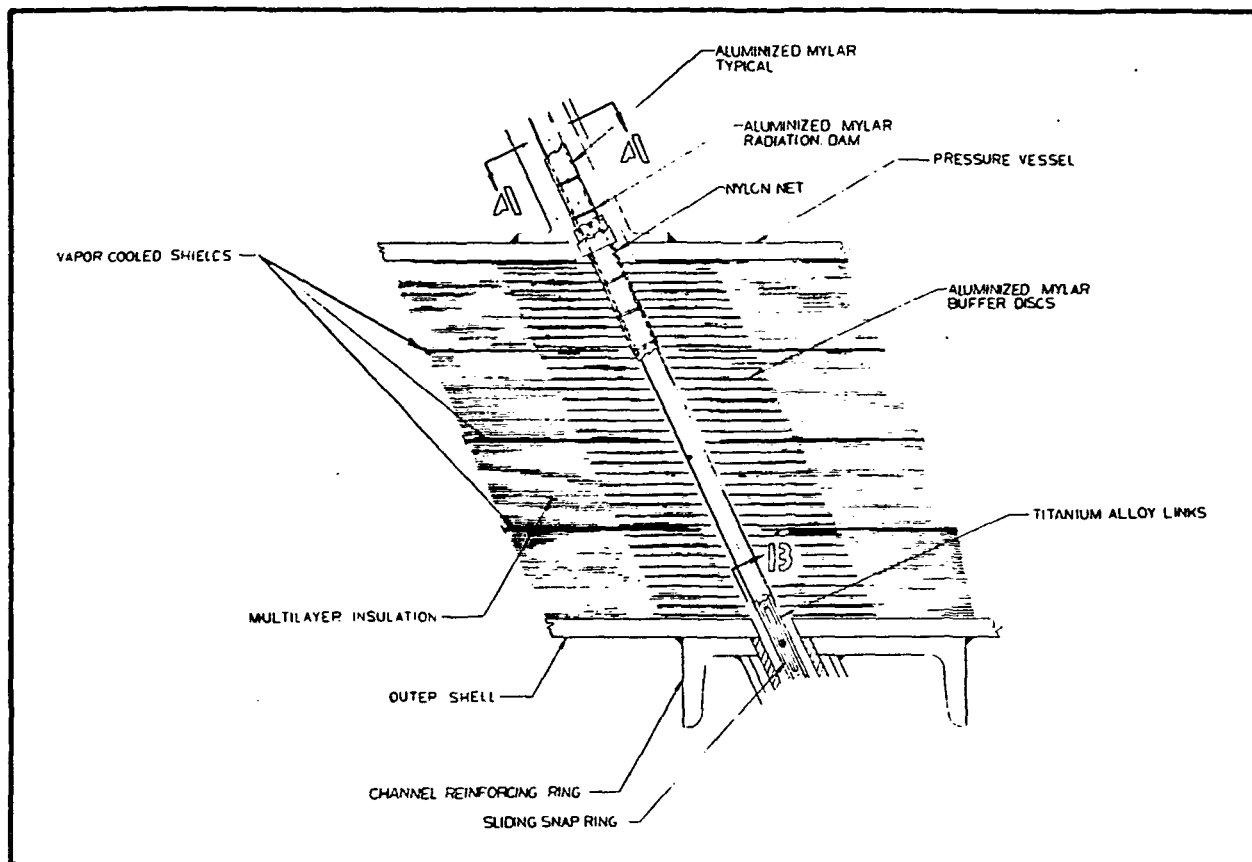 ALUMINIZED MYLAR
TYPICAL
ALUMINIZED MYLAR
RADIATION DAM
PRESSURE VESSEL
NYLON NET
VAPOR COOLED SHIELDS
ALUMINIZED MYLAR
BUFFER DISCS
TITANIUM ALLOY LINKS
MULTILAYER INSULATION
OUTER SHELL
CHANNEL REINFORCING RING
SLIDING SNAP RING